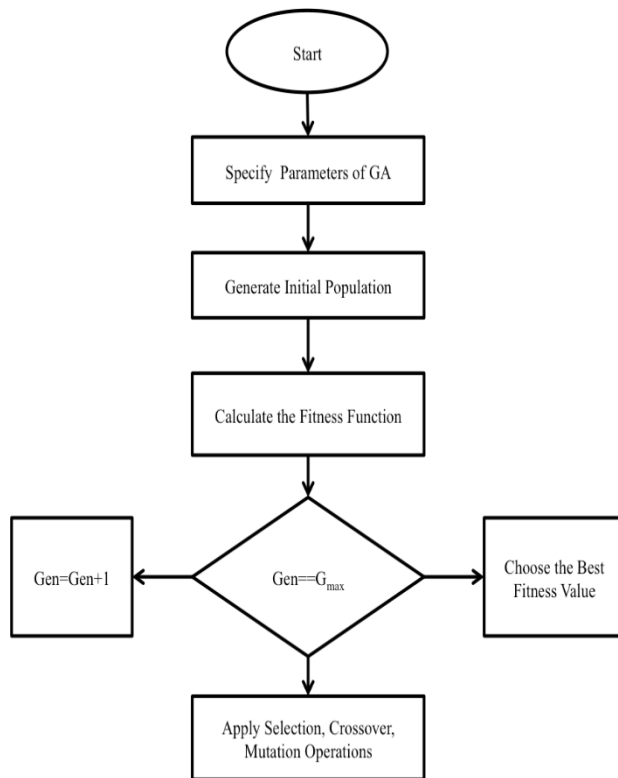 Start
Specify Parameters of GA
Generate Initial Population
Calculate the Fitness Function
Gen=Gen+1
Gen==Gmax
Choose the Best
Fitness Value
Apply Selection, Crossover,
Mutation Operations